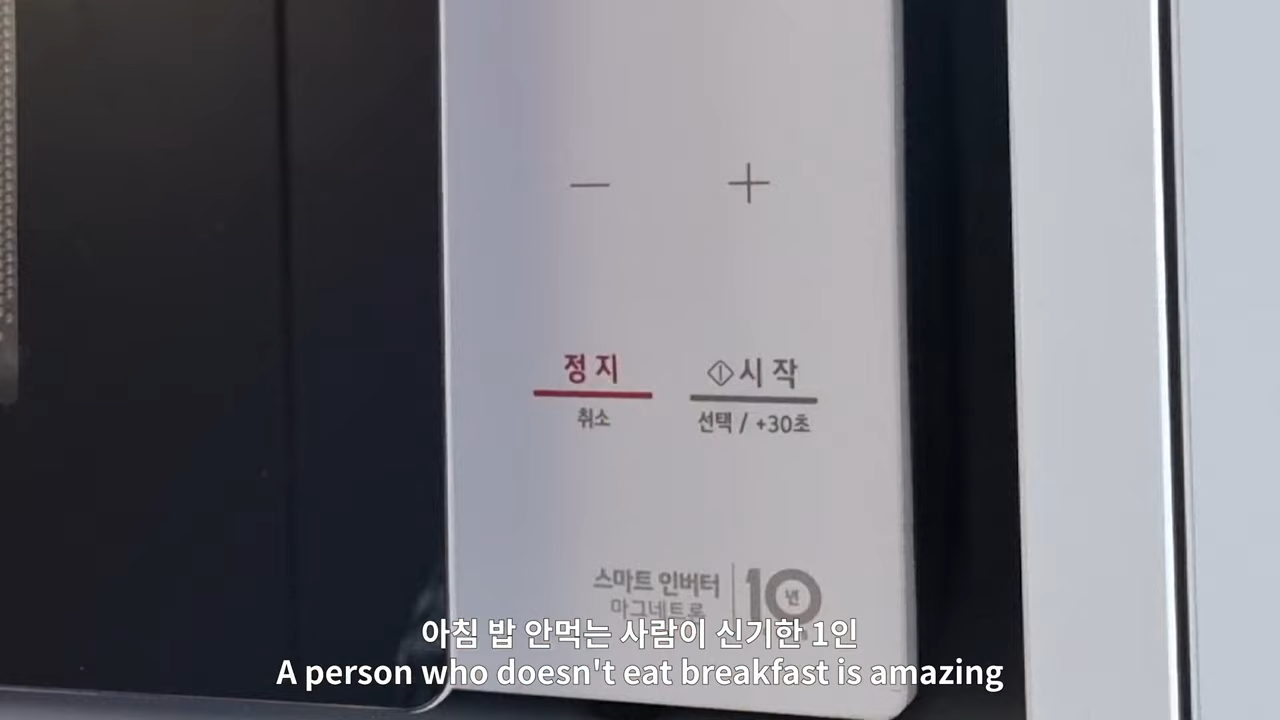 − +
정지 시작
취소 선택 / +30초
스마트 인버터 10년
마그네트론
아침 밥 안먹는 사람이 신기한 1인
A person who doesn't eat breakfast is amazing